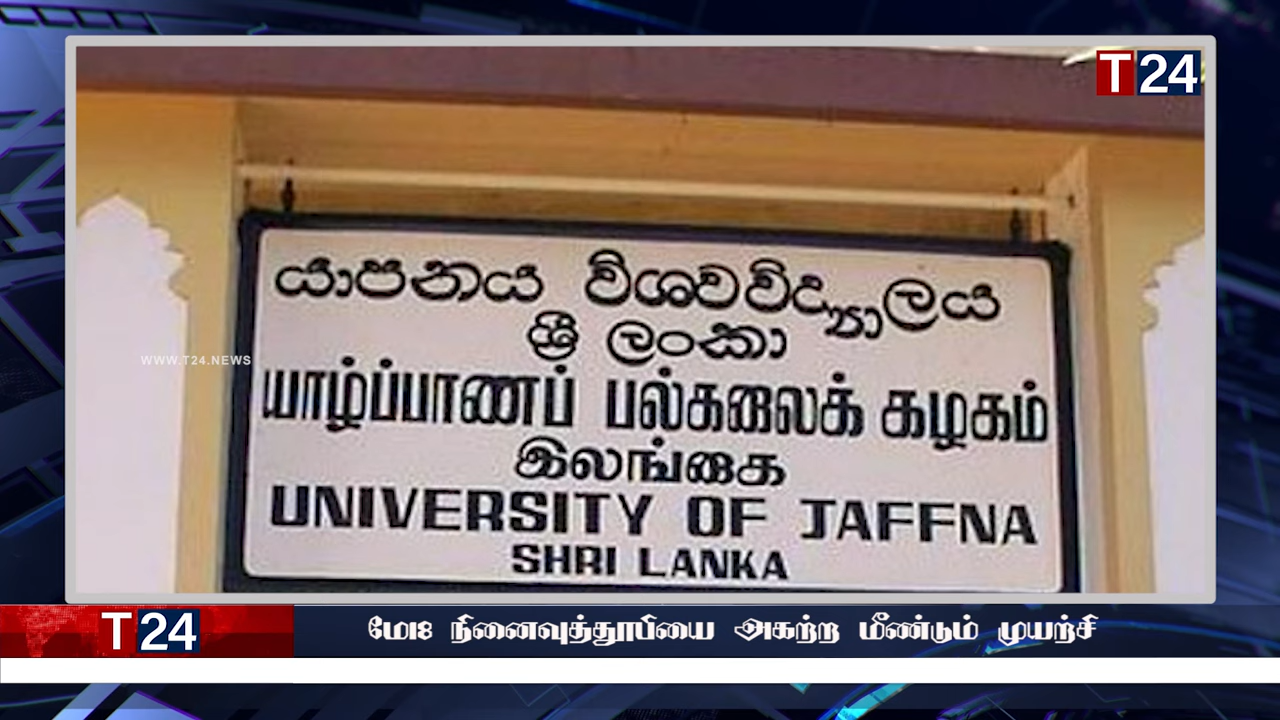 T24
යාපනය විශ්වවිද්‍යාලය
ශ්‍රී ලංකා
WWW.T24.NEWS
யாழ்ப்பாணப் பல்கலைக் கழகம்
இலங்கை
UNIVERSITY OF JAFFNA
SHRI LANKA
T24
மே18 நினைவுத்தூபியை அகற்ற மீண்டும் முயற்சி